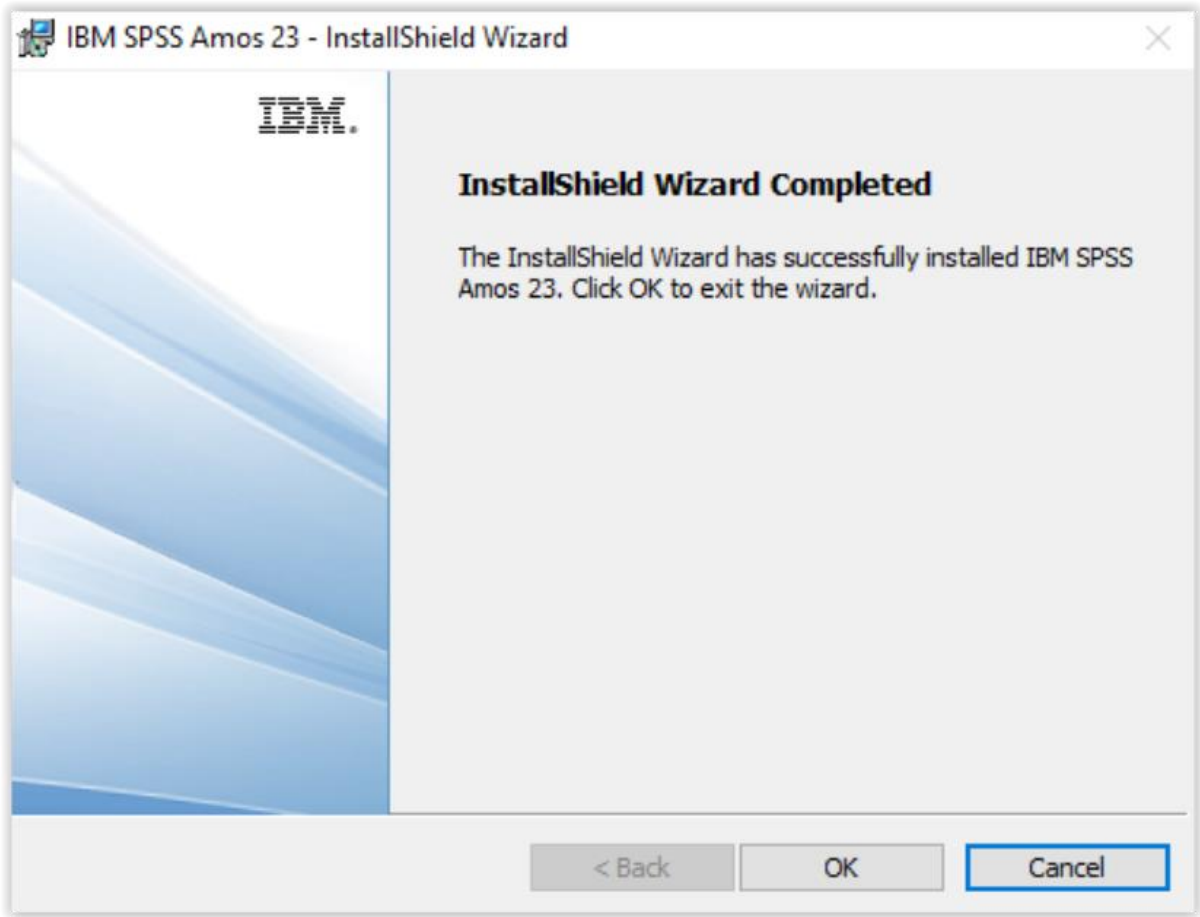 IBM SPSS Amos 23 - InstallShield Wizard
IBM.
InstallShield Wizard Completed
The InstallShield Wizard has successfully installed IBM SPSS
Amos 23. Click OK to exit the wizard.
< Back
OK
Cancel